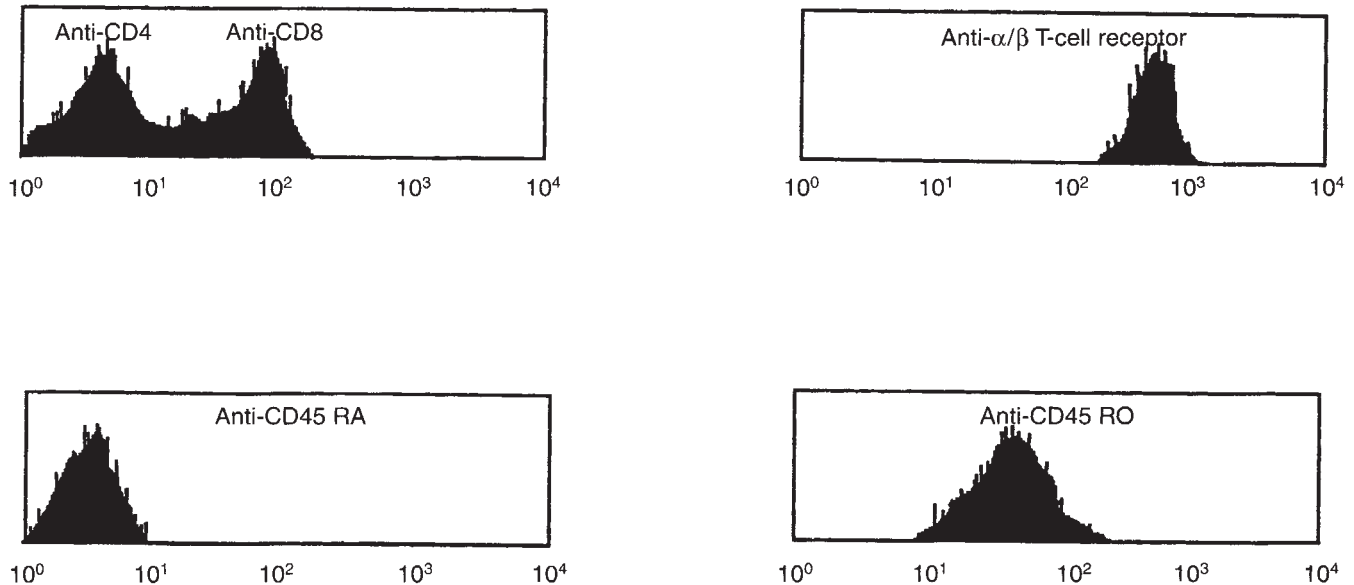 Anti-CD4 Anti-CD8
10⁰ 10¹ 10² 10³ 10⁴
Anti-α/β T-cell receptor
10⁰ 10¹ 10² 10³ 10⁴
Anti-CD45 RA
10⁰ 10¹ 10² 10³ 10⁴
Anti-CD45 RO
10⁰ 10¹ 10² 10³ 10⁴